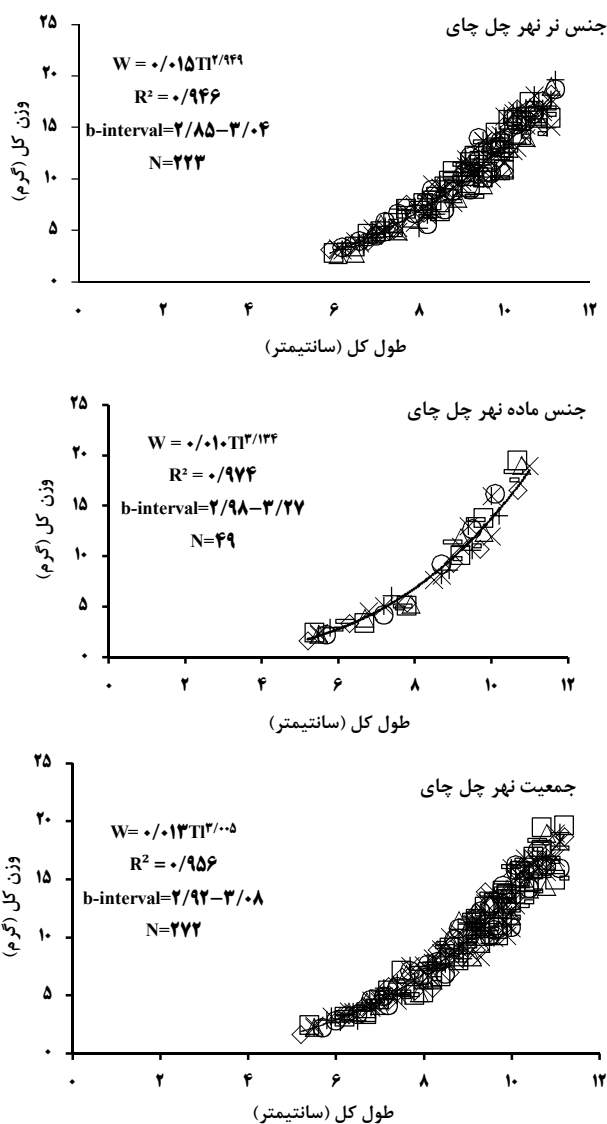 جنس نر نهر چل چای
W = ۰/۰۱۵Tl^۲/۹۴۹
R² = ۰/۹۴۶
b-interval=۲/۸۵–۳/۰۴
N=۲۲۳
وزن کل (گرم)
۲۵
۲۰
۱۵
۱۰
۵
۰
۰ ۲ ۴ ۶ ۸ ۱۰ ۱۲
طول کل (سانتیمتر)
جنس ماده نهر چل چای
W = ۰/۰۱۰Tl^۳/۱۳۴
R² = ۰/۹۷۴
b-interval=۲/۹۸–۳/۲۷
N=۴۹
وزن کل (گرم)
۲۵
۲۰
۱۵
۱۰
۵
۰
۰ ۲ ۴ ۶ ۸ ۱۰ ۱۲
طول کل (سانتیمتر)
جمعیت نهر چل چای
W= ۰/۰۱۳Tl^۳/۰۰۵
R² = ۰/۹۵۶
b-interval=۲/۹۲–۳/۰۸
N=۲۷۲
وزن کل (گرم)
۲۵
۲۰
۱۵
۱۰
۵
۰
۰ ۲ ۴ ۶ ۸ ۱۰ ۱۲
طول کل (سانتیمتر)